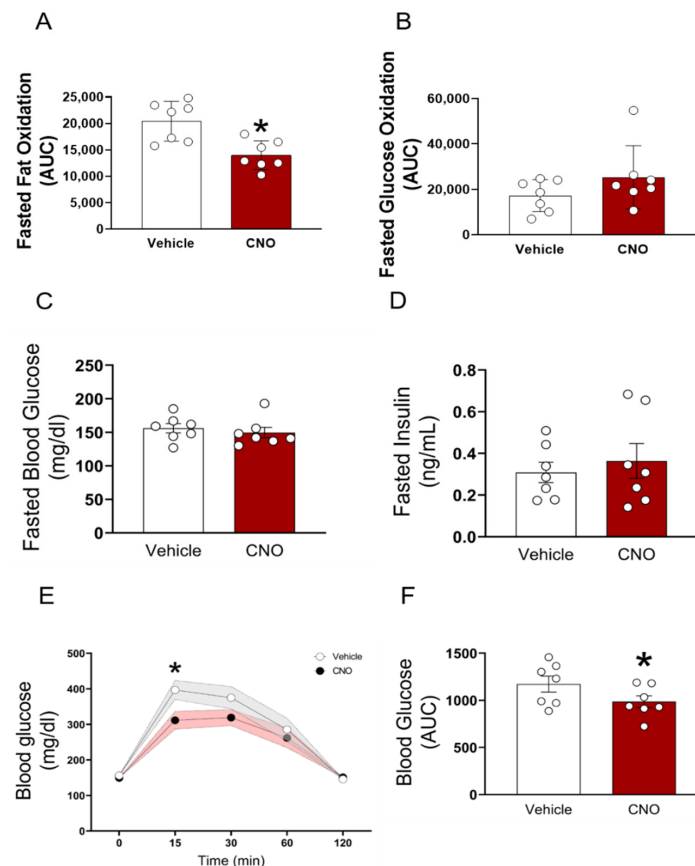 A
Fasted Fat Oxidation
(AUC)
25,000
20,000
15,000
10,000
5,000
0
*
Vehicle CNO
B
Fasted Glucose Oxidation
(AUC)
60,000
40,000
20,000
0
Vehicle CNO
C
Fasted Blood Glucose
(mg/dl)
250
200
150
100
50
0
Vehicle CNO
D
Fasted Insulin
(ng/mL)
0.8
0.6
0.4
0.2
0.0
Vehicle CNO
E
Blood glucose
(mg/dl)
500
400
300
200
100
0
*
Vehicle
CNO
0 15 30 60 120
Time (min)
F
Blood Glucose
(AUC)
1500
1000
500
0
*
Vehicle CNO